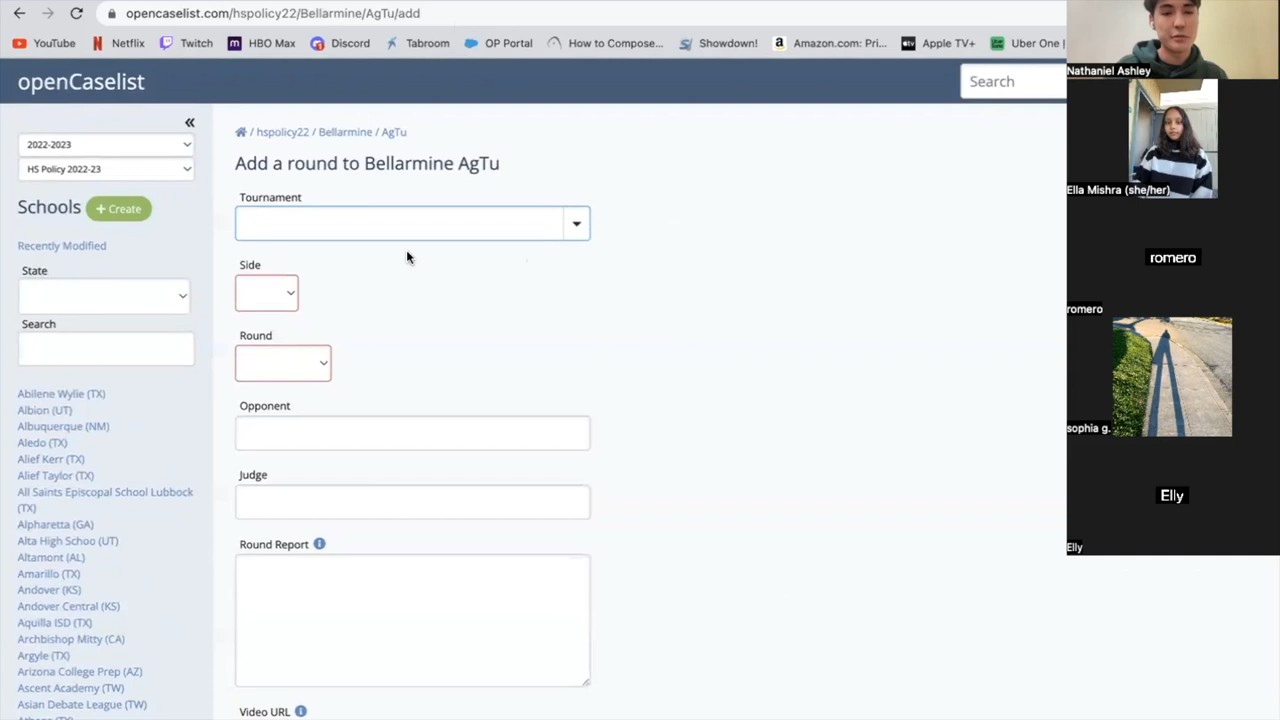 opencaselist.com/hspolicy22/Bellarmine/AgTu/add
YouTube Netflix Twitch HBO Max Discord Tabroom OP Portal How to Compose... Showdown! Amazon.com: Pri... Apple TV+ Uber One |
openCaselist
Search
«
2022-2023
HS Policy 2022-23
Schools + Create
Recently Modified
State
Search
Abilene Wylie (TX)
Albion (UT)
Albuquerque (NM)
Aledo (TX)
Alief Kerr (TX)
Alief Taylor (TX)
All Saints Episcopal School Lubbock
(TX)
Alpharetta (GA)
Alta High Schoo (UT)
Altamont (AL)
Amarillo (TX)
Andover (KS)
Andover Central (KS)
Aquilla ISD (TX)
Archbishop Mitty (CA)
Argyle (TX)
Arizona College Prep (AZ)
Ascent Academy (TW)
Asian Debate League (TW)
/ hspolicy22 / Bellarmine / AgTu
Add a round to Bellarmine AgTu
Tournament
Side
Round
Opponent
Judge
Round Report
Video URL
Nathaniel Ashley
Ella Mishra (she/her)
romero
romero
sophia g.
Elly
Elly